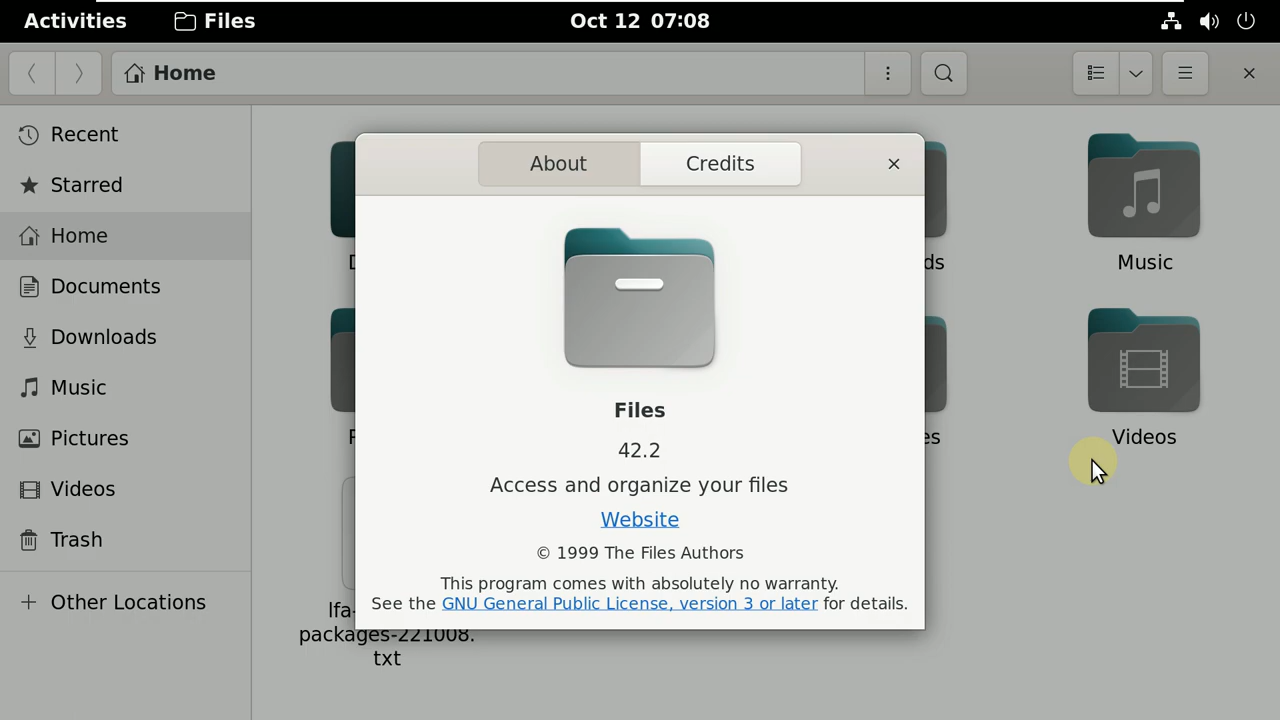 Activities Files Oct 12 07:08
Home
About Credits
Recent
Starred
Home
Documents
Downloads
Music
Pictures
Videos
Trash
Other Locations
Music
Videos
Files
42.2
Access and organize your files
Website
© 1999 The Files Authors
This program comes with absolutely no warranty.
See the GNU General Public License, version 3 or later for details.
lfa-
packages-221008.
txt